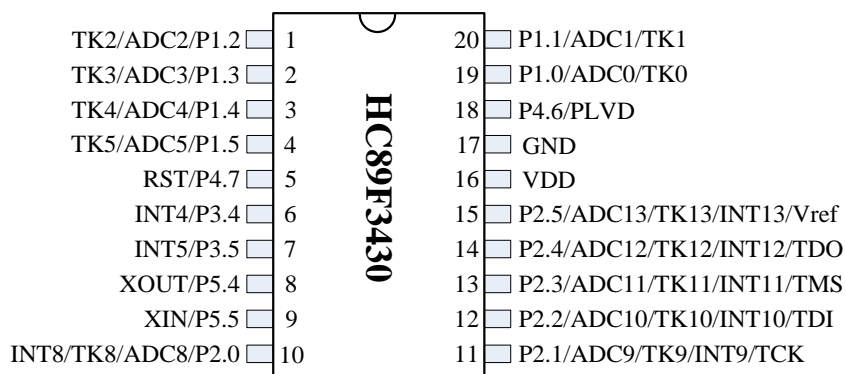 TK2/ADC2/P1.2 1
TK3/ADC3/P1.3 2
TK4/ADC4/P1.4 3
TK5/ADC5/P1.5 4
RST/P4.7 5
INT4/P3.4 6
INT5/P3.5 7
XOUT/P5.4 8
XIN/P5.5 9
INT8/TK8/ADC8/P2.0 10
HC89F3430
20 P1.1/ADC1/TK1
19 P1.0/ADC0/TK0
18 P4.6/PLVD
17 GND
16 VDD
15 P2.5/ADC13/TK13/INT13/Vref
14 P2.4/ADC12/TK12/INT12/TDO
13 P2.3/ADC11/TK11/INT11/TMS
12 P2.2/ADC10/TK10/INT10/TDI
11 P2.1/ADC9/TK9/INT9/TCK